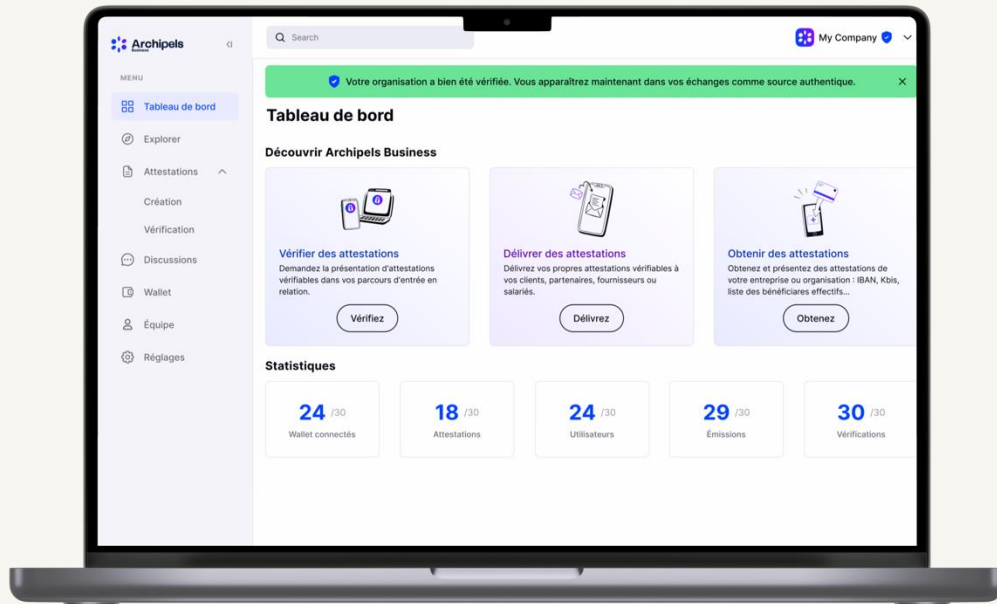 Archipels
Business
Search
My Company
MENU
Tableau de bord
Explorer
Attestations
Création
Vérification
Discussions
Wallet
Équipe
Réglages
Votre organisation a bien été vérifiée. Vous apparaîtrez maintenant dans vos échanges comme source authentique.
Tableau de bord
Découvrir Archipels Business
Vérifier des attestations
Demandez la présentation d'attestations
vérifiables dans vos parcours d'entrée en
relation.
Vérifiez
Délivrer des attestations
Délivrez vos propres attestations vérifiables à
vos clients, partenaires, fournisseurs ou
salariés.
Délivrez
Obtenir des attestations
Obtenez et présentez des attestations de
votre entreprise ou organisation : IBAN, Kbis,
liste des bénéficiares effectifs...
Obtenez
Statistiques
24 /30
Wallet connectés
18 /30
Attestations
24 /30
Utilisateurs
29 /30
Émissions
30 /30
Vérifications